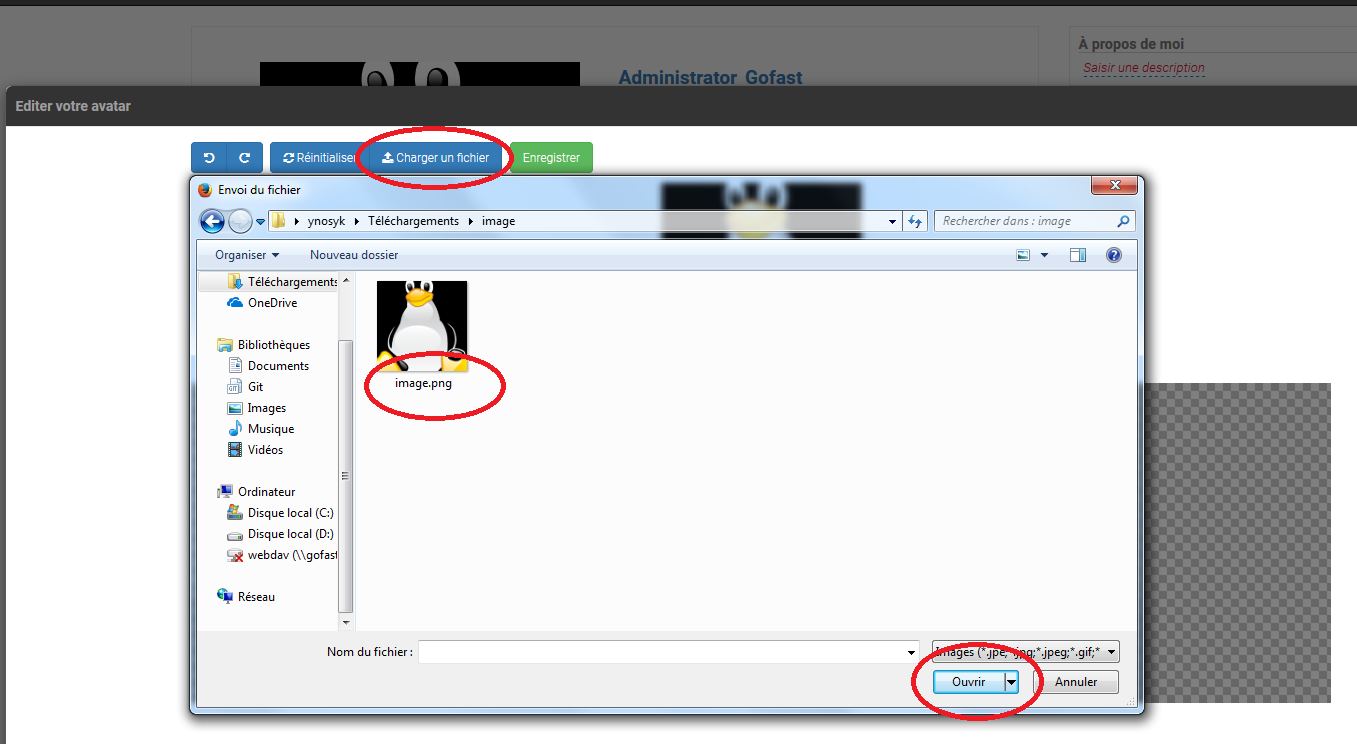 À propos de moi
Administrator Gofast
Saisir une description
Editer votre avatar
Réinitialiser Charger un fichier Enregistrer
Envoi du fichier
ynosyk Téléchargements image Rechercher dans : image
Organiser Nouveau dossier
Téléchargements
OneDrive
Bibliothèques
Documents
Git
Images
Musique
Vidéos
Ordinateur
Disque local (C:)
Disque local (D:)
webdav (\\gofast
Réseau
image.png
Nom du fichier : Images (*.jpe;*.jpg;*.jpeg;*.gif;*
Ouvrir Annuler